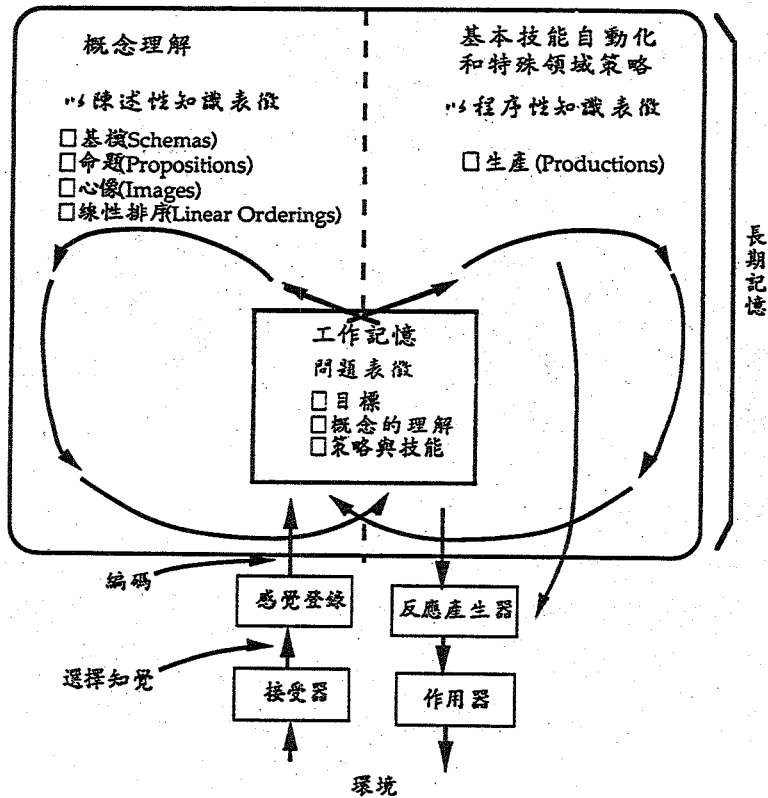 概念理解
以陳述性知識表徵
□基模(Schemas)
□命題(Propositions)
□心像(Images)
□線性排序(Linear Orderings)
基本技能自動化
和特殊領域策略
以程序性知識表徵
□生產(Productions)
長期記憶
工作記憶
問題表徵
□目標
□概念的理解
□策略與技能
編碼
感覺登錄
反應產生器
選擇知覺
接受器
作用器
環境